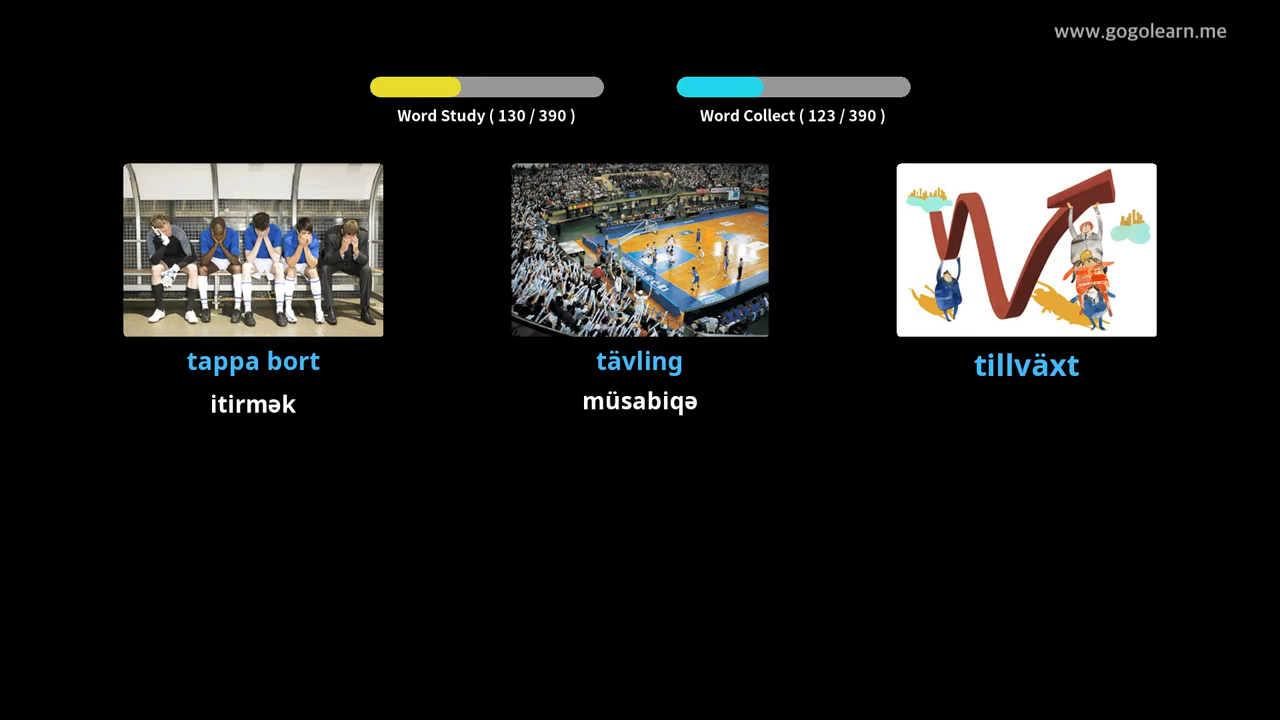 www.gogolearn.me
Word Study ( 130 / 390 )
Word Collect ( 123 / 390 )
tappa bort
tävling
tillväxt
itirmək
müsabiqə